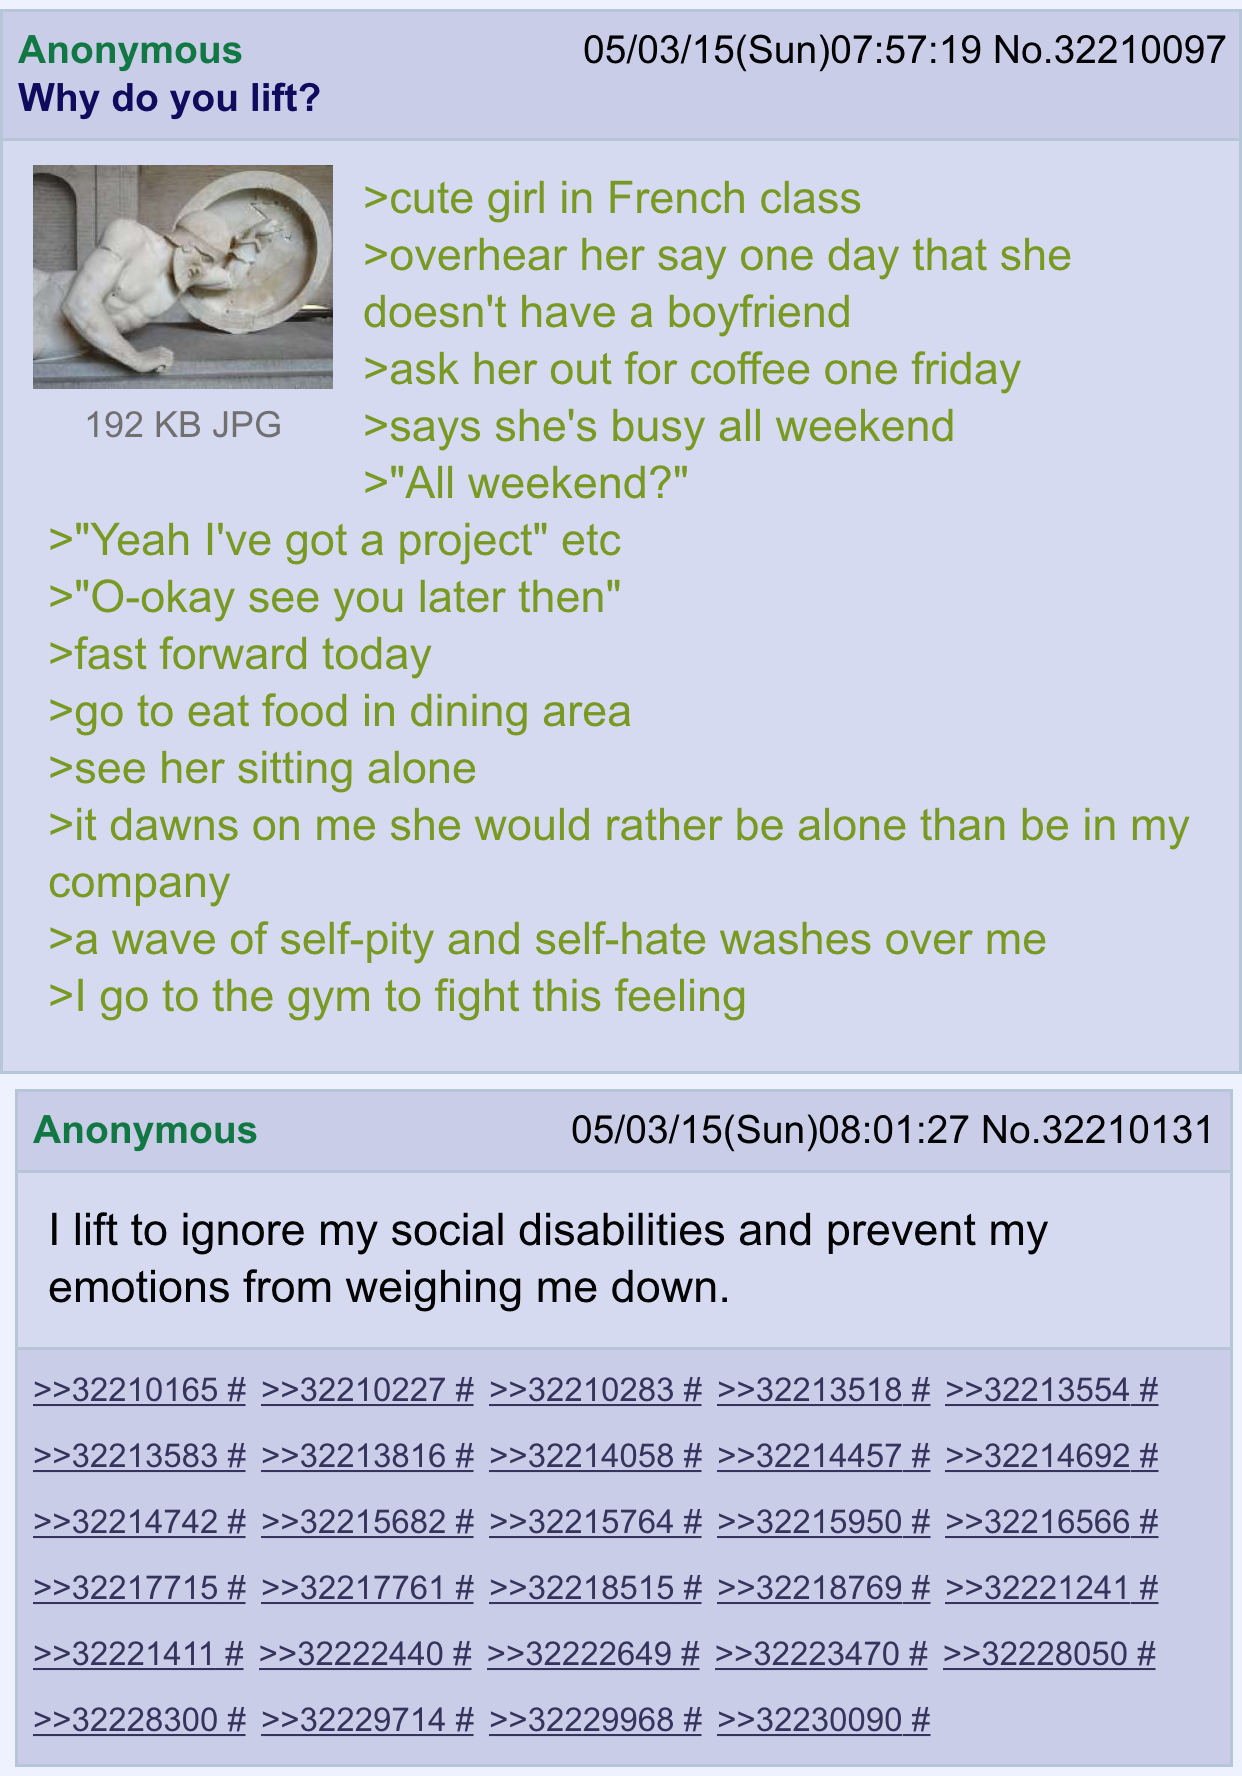 Anonymous 05/03/15(Sun)07:57:19 No.32210097
Why do you lift?
192 KB JPG
>cute girl in French class
>overhear her say one day that she
doesn't have a boyfriend
>ask her out for coffee one friday
>says she's busy all weekend
>"All weekend?"
>"Yeah I've got a project" etc
>"O-okay see you later then"
>fast forward today
>go to eat food in dining area
>see her sitting alone
>it dawns on me she would rather be alone than be in my
company
>a wave of self-pity and self-hate washes over me
>I go to the gym to fight this feeling
Anonymous 05/03/15(Sun)08:01:27 No.32210131
I lift to ignore my social disabilities and prevent my
emotions from weighing me down.
>>32210165 # >>32210227 # >>32210283 # >>32213518 # >>32213554 #
>>32213583 # >>32213816 # >>32214058 # >>32214457 # >>32214692 #
>>32214742 # >>32215682 # >>32215764 # >>32215950 # >>32216566 #
>>32217715 # >>32217761 # >>32218515 # >>32218769 # >>32221241 #
>>32221411 # >>32222440 # >>32222649 # >>32223470 # >>32228050 #
>>32228300 # >>32229714 # >>32229968 # >>32230090 #